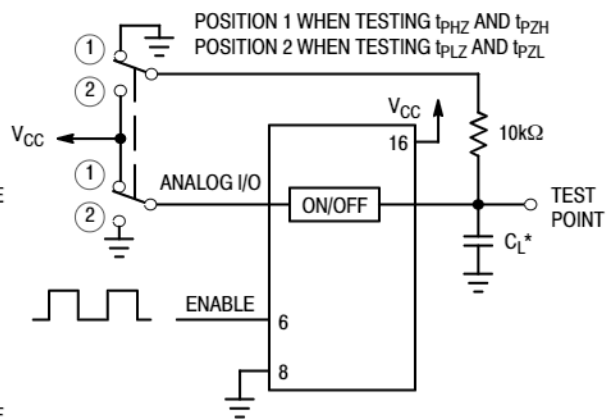 POSITION 1 WHEN TESTING tPHZ AND tPZH
POSITION 2 WHEN TESTING tPLZ AND tPZL
1
2
VCC
VCC
16
10kΩ
1
ANALOG I/O
ON/OFF
TEST
POINT
2
CL*
ENABLE
6
8
E
E